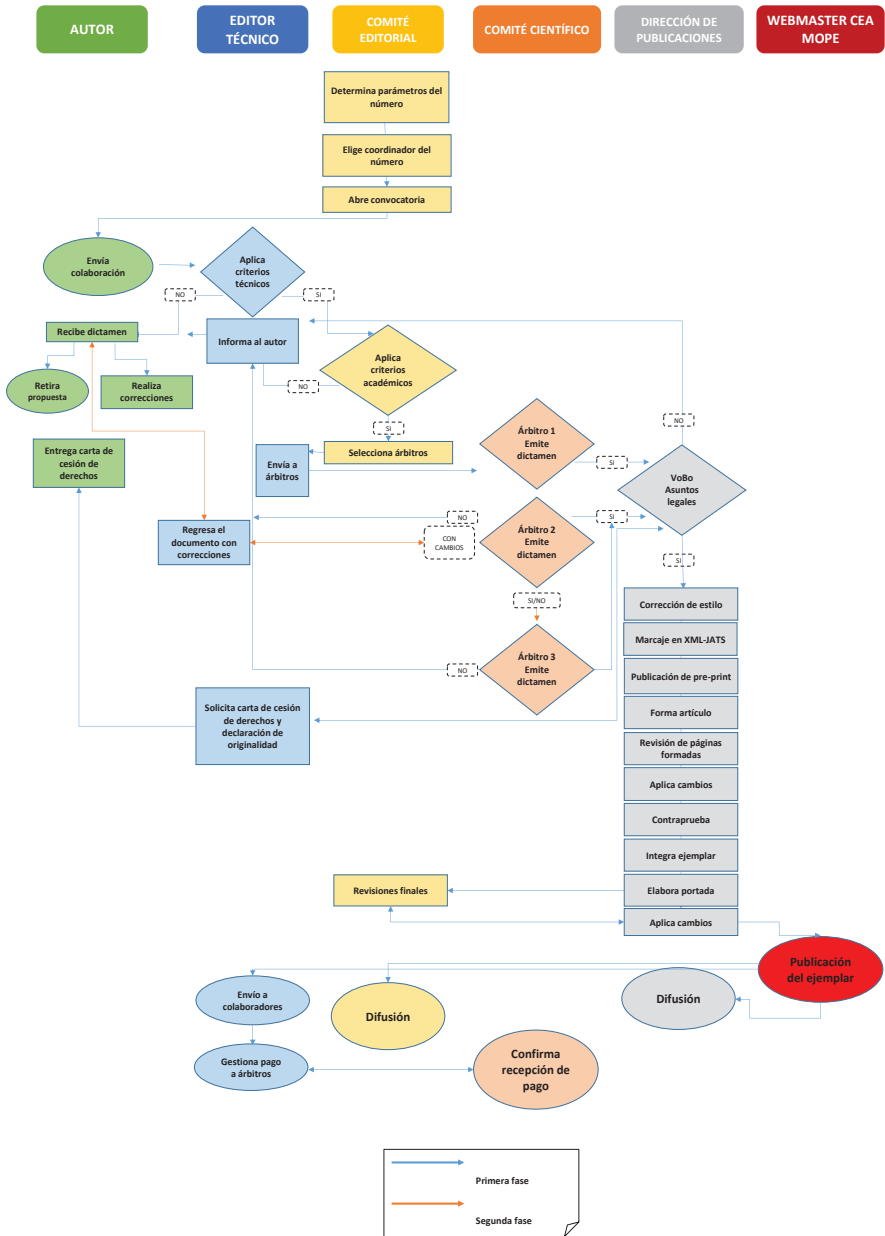 AUTOR
EDITOR
TÉCNICO
COMITÉ
EDITORIAL
COMITÉ CIENTÍFICO
DIRECCIÓN DE
PUBLICACIONES
WEBMASTER CEA
MOPE
Determina parámetros del
número
Elige coordinador del
número
Abre convocatoria
Envía
colaboración
Aplica
criterios
técnicos
NO
SI
Recibe dictamen
Informa al autor
Aplica
criterios
académicos
Retira
propuesta
Realiza
correcciones
NO
SI
Árbitro 1
Emite
dictamen
NO
Entrega carta de
cesión de
derechos
Envía a
árbitros
Selecciona árbitros
SI
VoBo
Asuntos
legales
Regresa el
documento con
correcciones
NO
CON
CAMBIOS
Árbitro 2
Emite
dictamen
SI
SI
SI/NO
Corrección de estilo
Marcaje en XML-JATS
NO
Árbitro 3
Emite
dictamen
Publicación de pre-print
Solicita carta de cesión
de derechos y
declaración de
originalidad
Forma artículo
Revisión de páginas
formadas
Aplica cambios
Contraprueba
Integra ejemplar
Revisiones finales
Elabora portada
Aplica cambios
Publicación
del ejemplar
Envío a
colaboradores
Difusión
Difusión
Gestiona pago
a árbitros
Confirma
recepción de
pago
Primera fase
Segunda fase